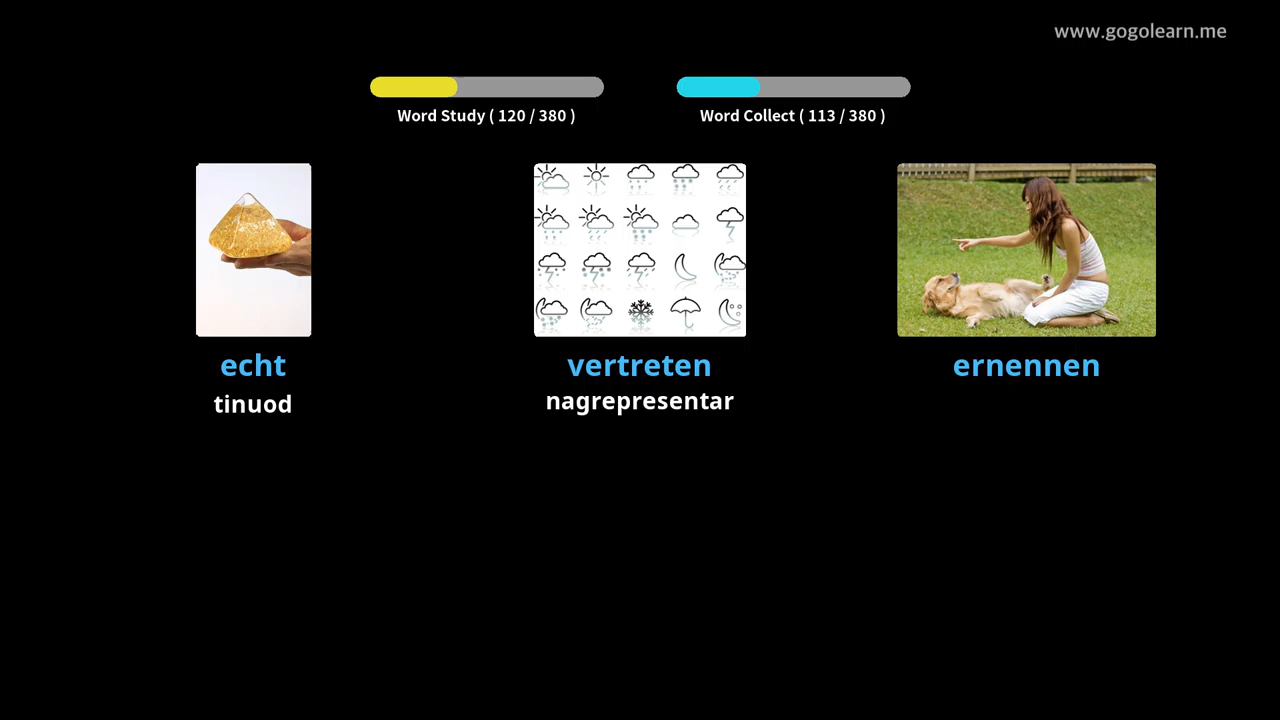 www.gogolearn.me
Word Study ( 120 / 380 )
Word Collect ( 113 / 380 )
echt
vertreten
ernennen
tinuod
nagrepresentar